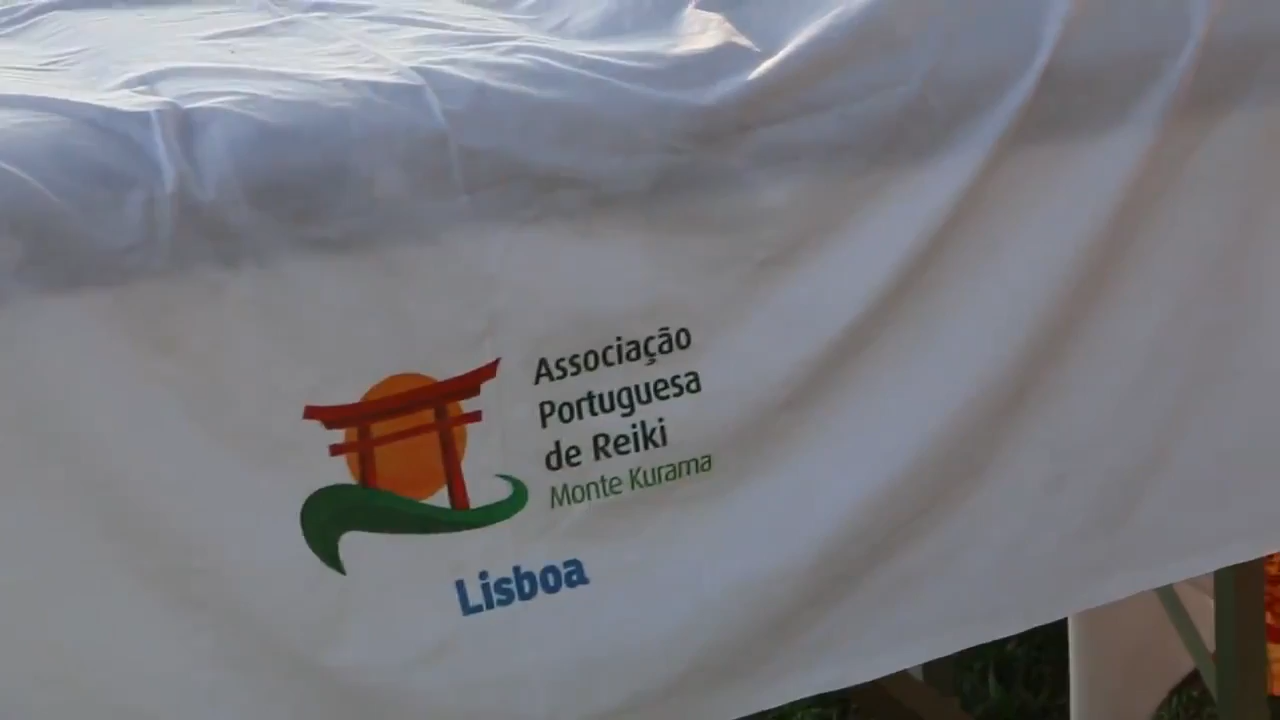 Associação
Portuguesa
de Reiki
Monte Kurama
Lisboa